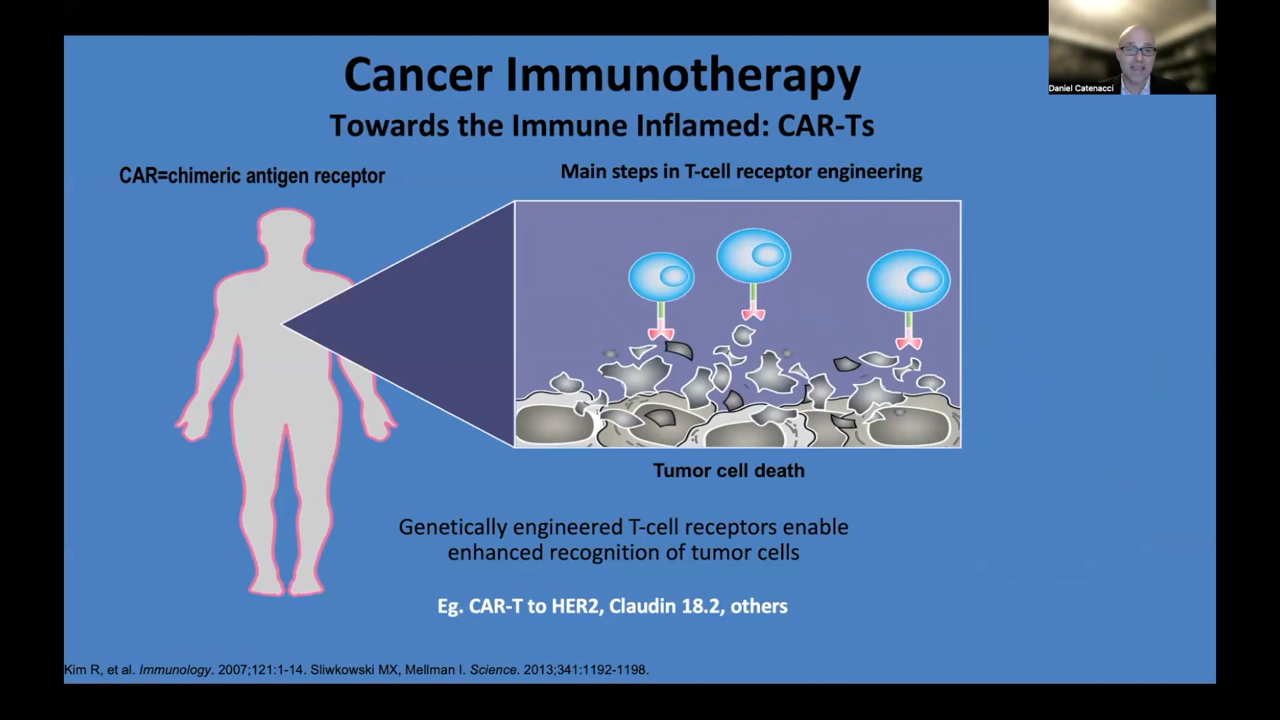 Cancer Immunotherapy
Towards the Immune Inflamed: CAR-Ts
Daniel Catenacci
CAR=chimeric antigen receptor
Main steps in T-cell receptor engineering
Tumor cell death
Genetically engineered T-cell receptors enable
enhanced recognition of tumor cells
Eg. CAR-T to HER2, Claudin 18.2, others
Kim R, et al. Immunology. 2007;121:1-14. Sliwkowski MX, Mellman I. Science. 2013;341:1192-1198.